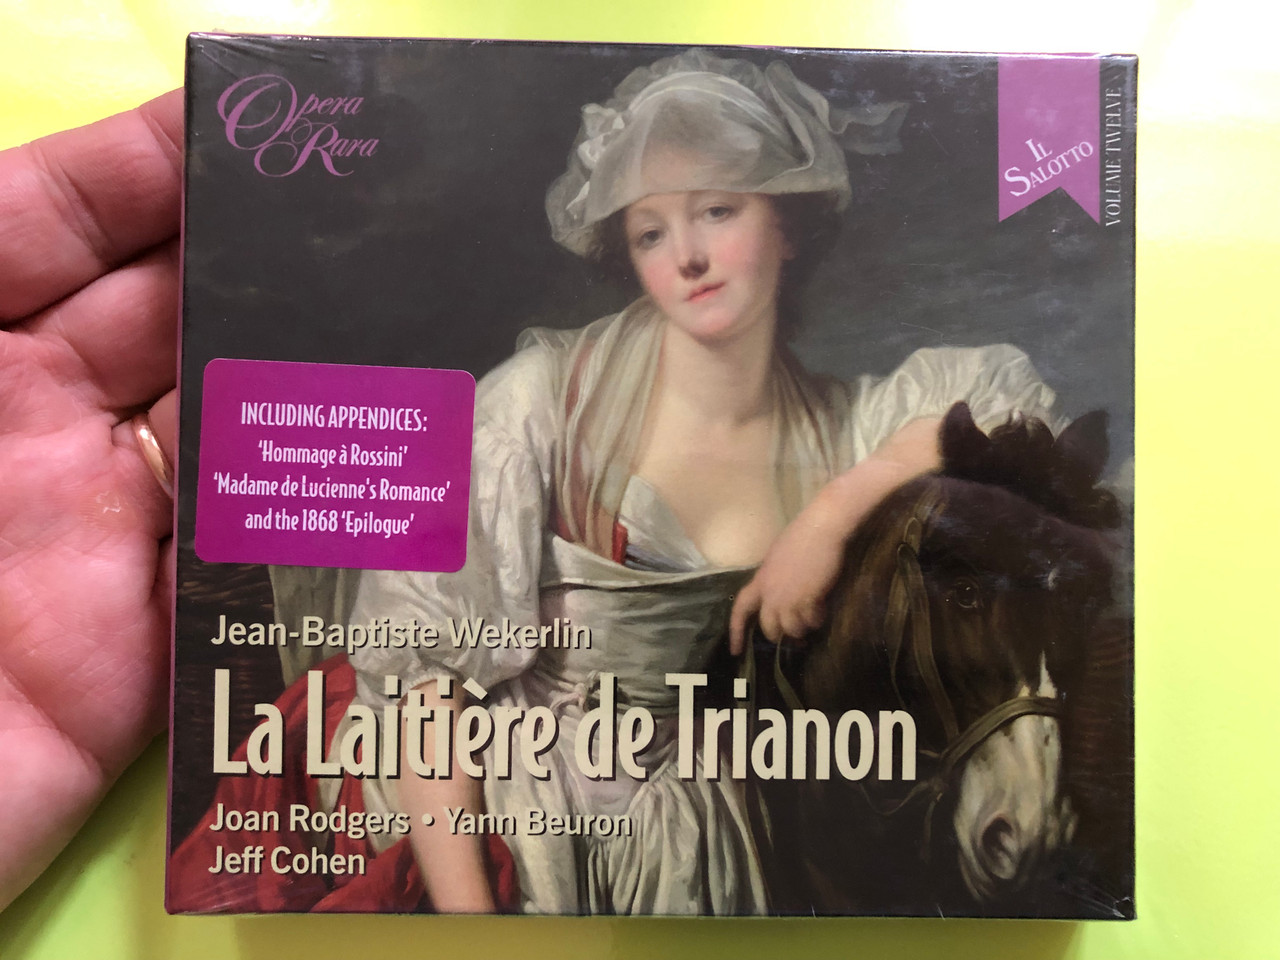 Opera
Rara
IL
SALOTTO
VOLUME TWELVE
INCLUDING APPENDICES:
'Hommage à Rossini'
'Madame de Lucienne's Romance'
and the 1868 'Epilogue'
Jean-Baptiste Wekerlin
La Laitière de Trianon
Joan Rodgers • Yann Beuron
Jeff Cohen